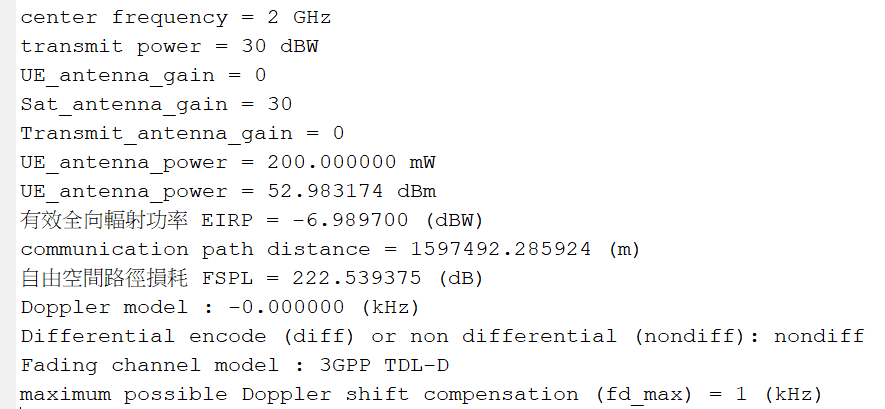 center frequency = 2 GHz
transmit power = 30 dBW
UE_antenna_gain = 0
Sat_antenna_gain = 30
Transmit_antenna_gain = 0
UE_antenna_power = 200.000000 mW
UE_antenna_power = 52.983174 dBm
有效全向輻射功率 EIRP = -6.989700 (dBW)
communication path distance = 1597492.285924 (m)
自由空間路徑損耗 FSPL = 222.539375 (dB)
Doppler model : -0.000000 (kHz)
Differential encode (diff) or non differential (nondiff): nondiff
Fading channel model : 3GPP TDL-D
maximum possible Doppler shift compensation (fd_max) = 1 (kHz)